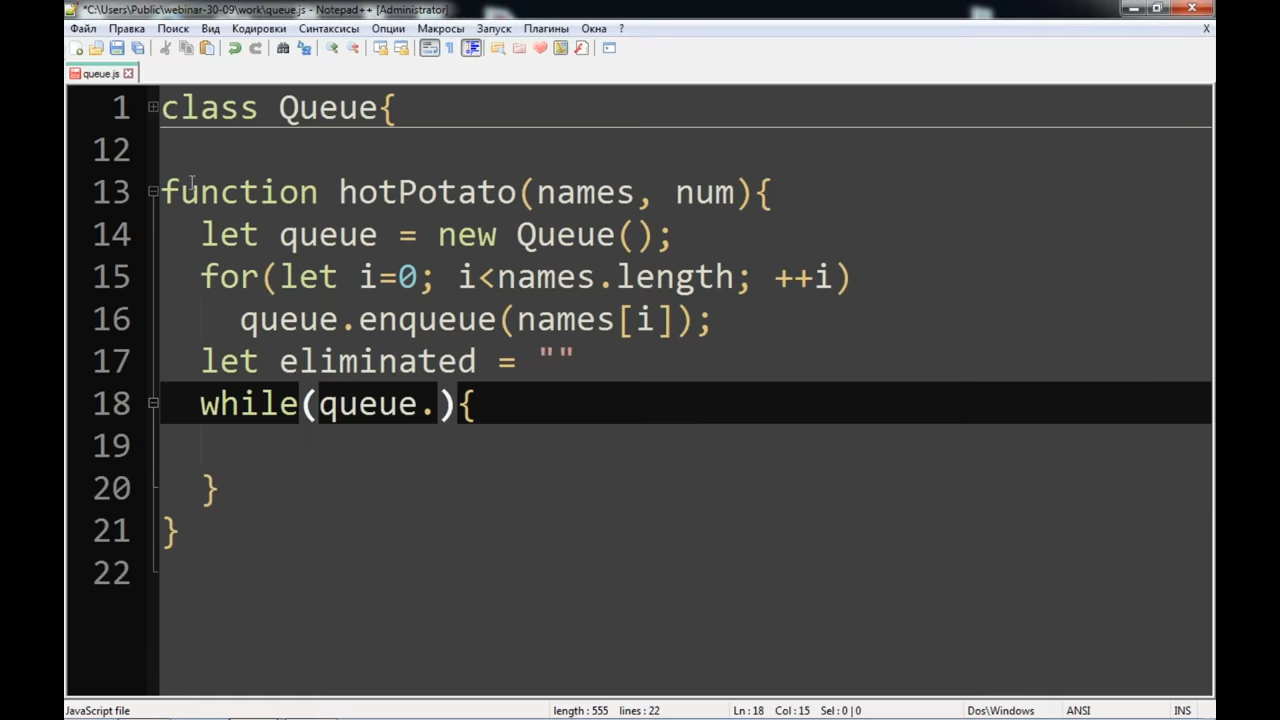 *C:\Users\Public\webinar-30-09\work\queue.js - Notepad++ [Administrator]
Файл Правка Поиск Вид Кодировки Синтаксисы Опции Макросы Запуск Плагины Окна ? X
queue.js
1 class Queue{
12
13 function hotPotato(names, num){
14 let queue = new Queue();
15 for(let i=0; i<names.length; ++i)
16 queue.enqueue(names[i]);
17 let eliminated = ""
18 while(queue.){
19
20 }
21 }
22
JavaScript file length : 555 lines : 22 Ln : 18 Col : 15 Sel : 0 | 0 Dos\Windows ANSI INS